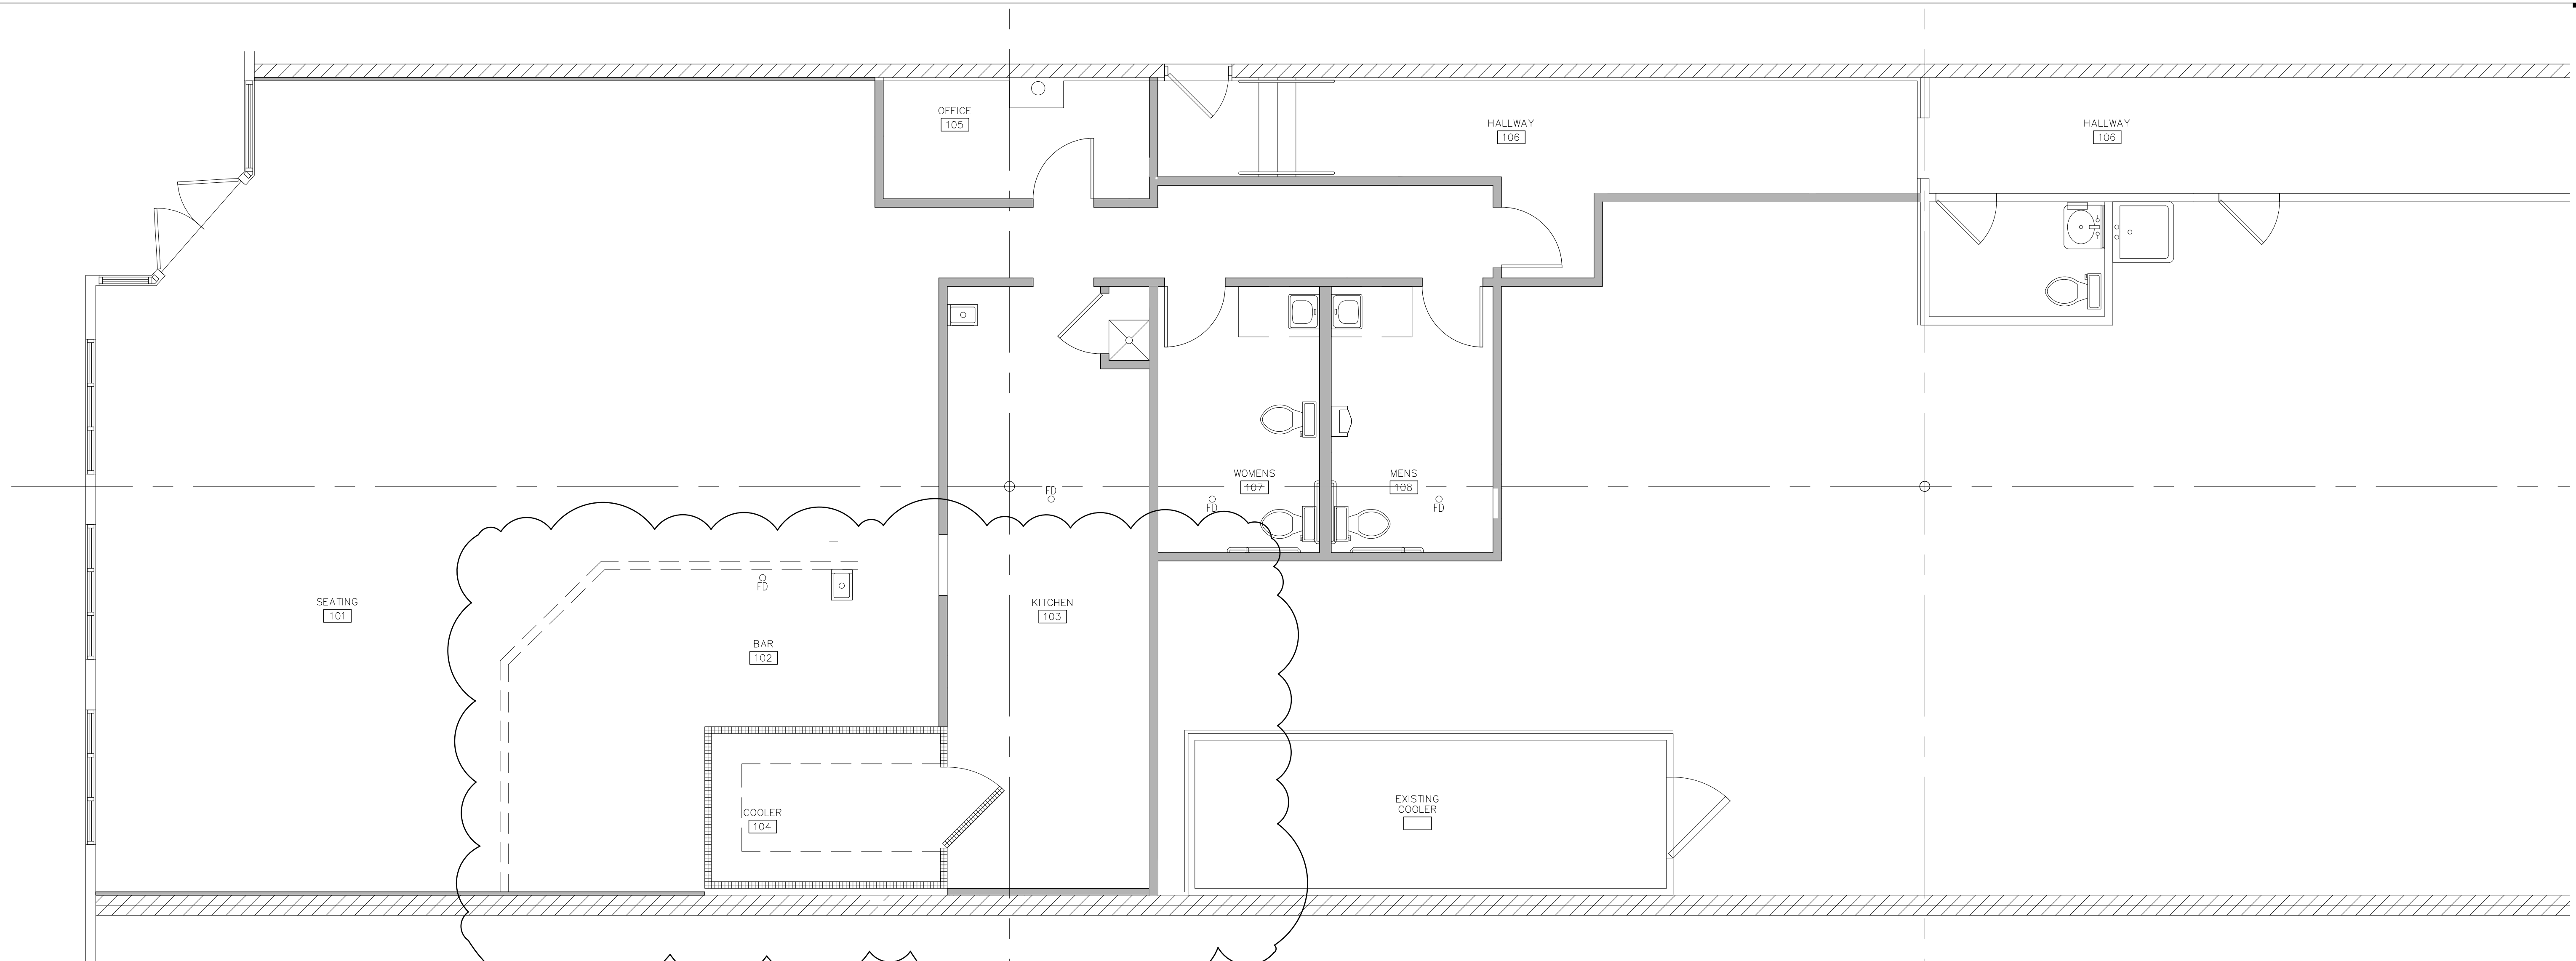 OFFICE
105
HALLWAY
106
HALLWAY
106
WOMENS
107
MENS
108
FD
FD
FD
FD
SEATING
101
KITCHEN
103
BAR
102
COOLER
104
EXISTING
COOLER